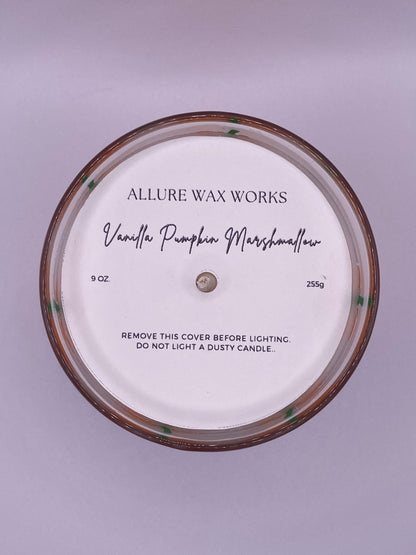 ALLURE WAX WORKS
Vanilla Pumpkin Marshmallow
9 OZ.
255g
REMOVE THIS COVER BEFORE LIGHTING.
DO NOT LIGHT A DUSTY CANDLE..